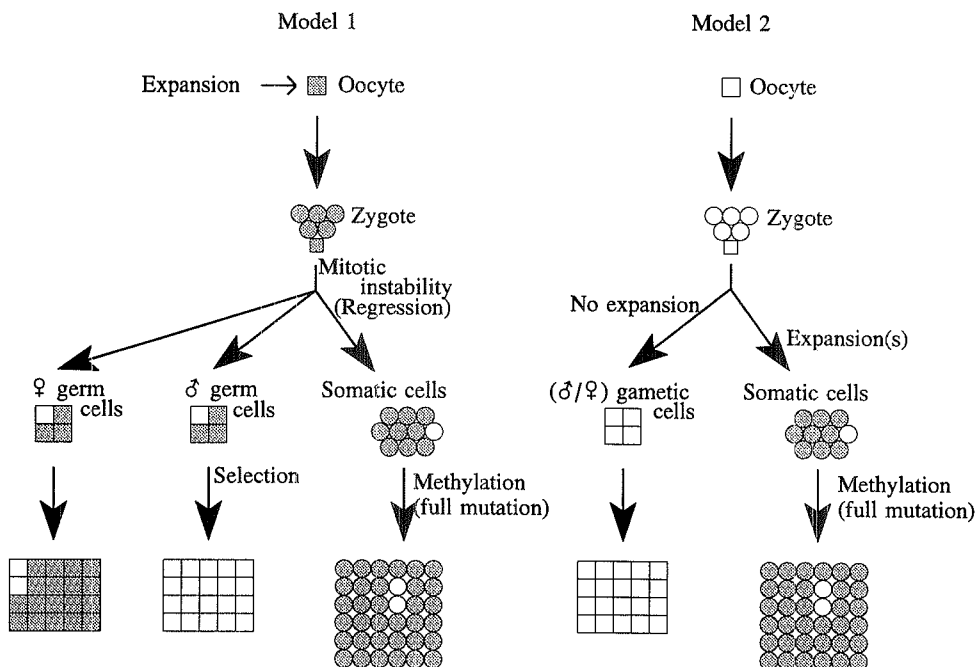 Model 1
Expansion → Oocyte
Zygote
Mitotic
instability
(Regression)
♀ germ
cells
♂ germ
cells
Somatic cells
Selection
Methylation
(full mutation)
Model 2
Oocyte
Zygote
No expansion
Expansion(s)
(♂/♀) gametic
cells
Somatic cells
Methylation
(full mutation)